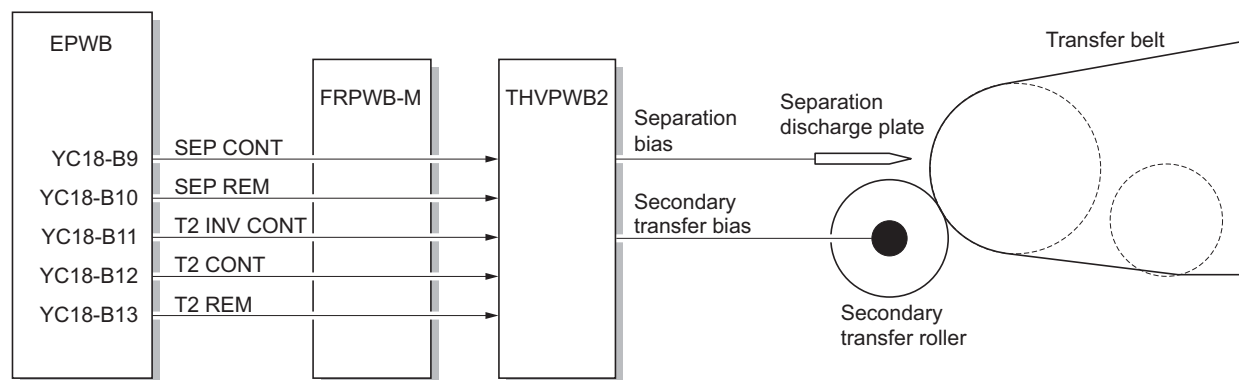 EPWB
FRPWB-M
THVPWB2
YC18-B9
YC18-B10
YC18-B11
YC18-B12
YC18-B13
SEP CONT
SEP REM
T2 INV CONT
T2 CONT
T2 REM
Separation
bias
Secondary
transfer bias
Separation
discharge plate
Transfer belt
Secondary
transfer roller